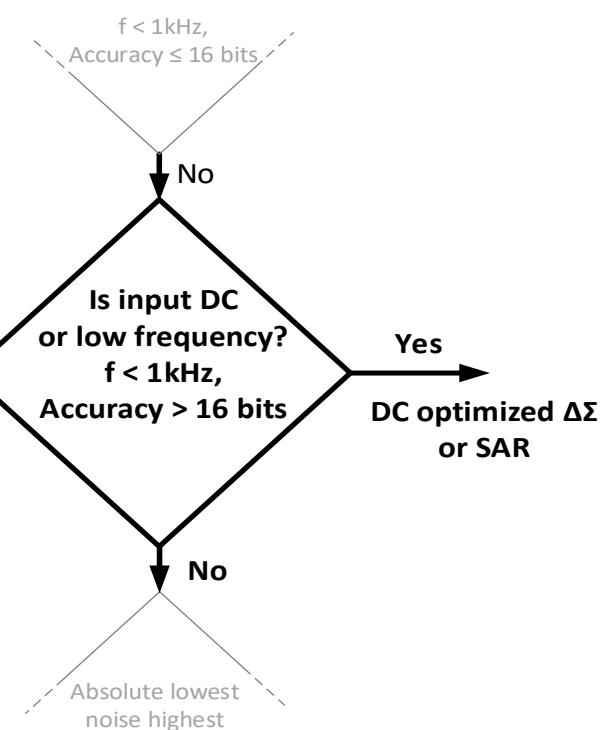 f < 1kHz,
Accuracy ≤ 16 bits
No
Is input DC
or low frequency?
f < 1kHz,
Accuracy > 16 bits
Yes
DC optimized ΔΣ
or SAR
No
Absolute lowest
noise highest